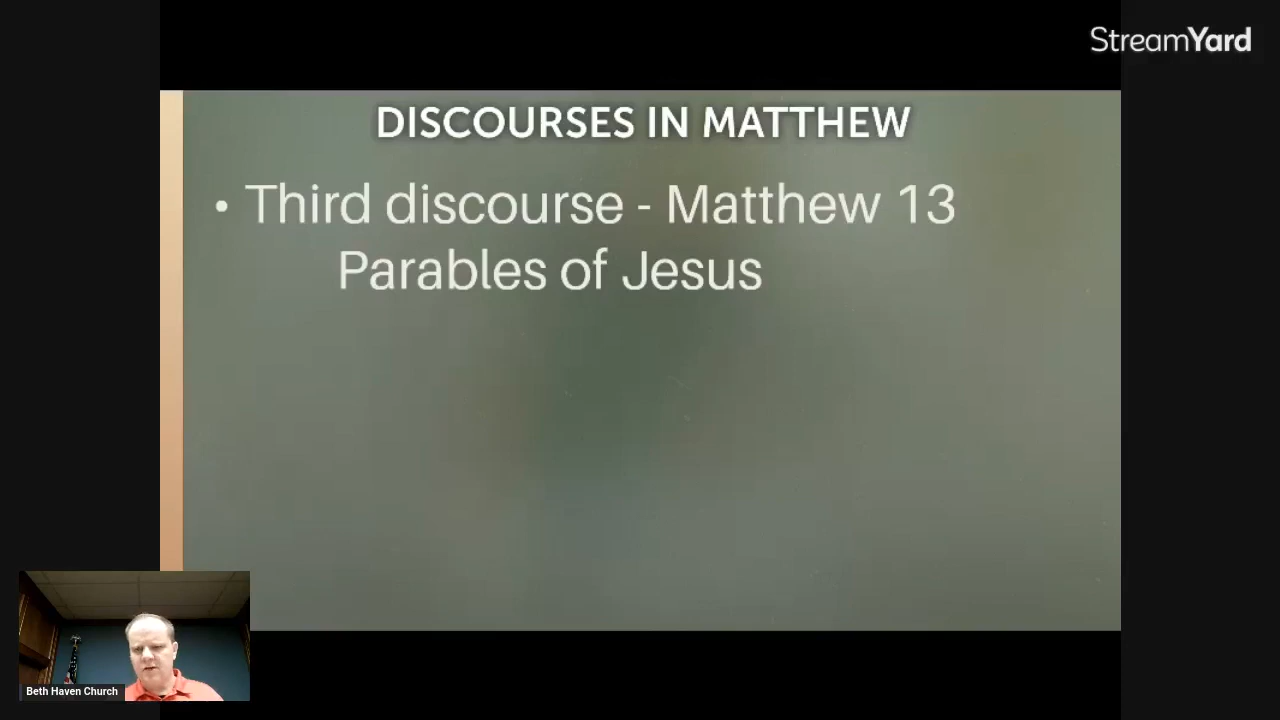 StreamYard
DISCOURSES IN MATTHEW
• Third discourse - Matthew 13
Parables of Jesus
Beth Haven Church